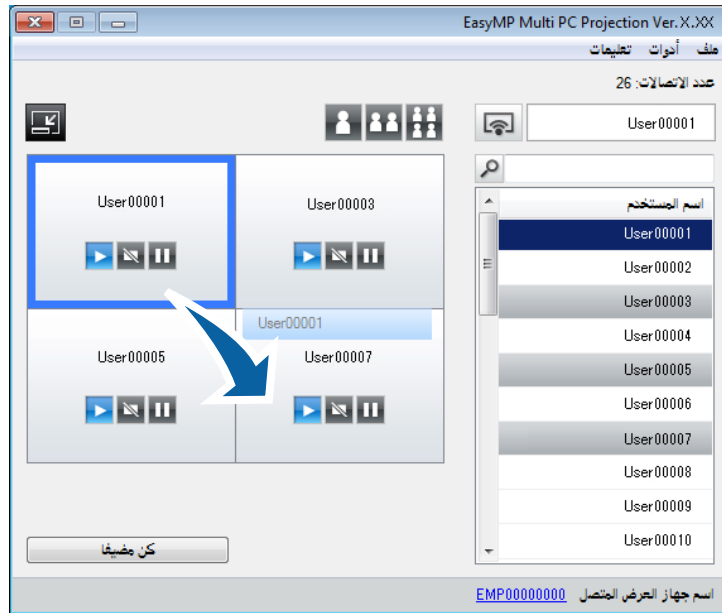 EasyMP Multi PC Projection Ver.X.XX
ملف أدوات تعليمات
عدد الاتصالات: 26
User00001
اسم المستخدم
User00001
User00002
User00003
User00004
User00005
User00006
User00007
User00008
User00009
User00010
User00001
User00003
User00001
User00005
User00007
كن مضيفا
اسم جهاز العرض المتصل EMP00000000